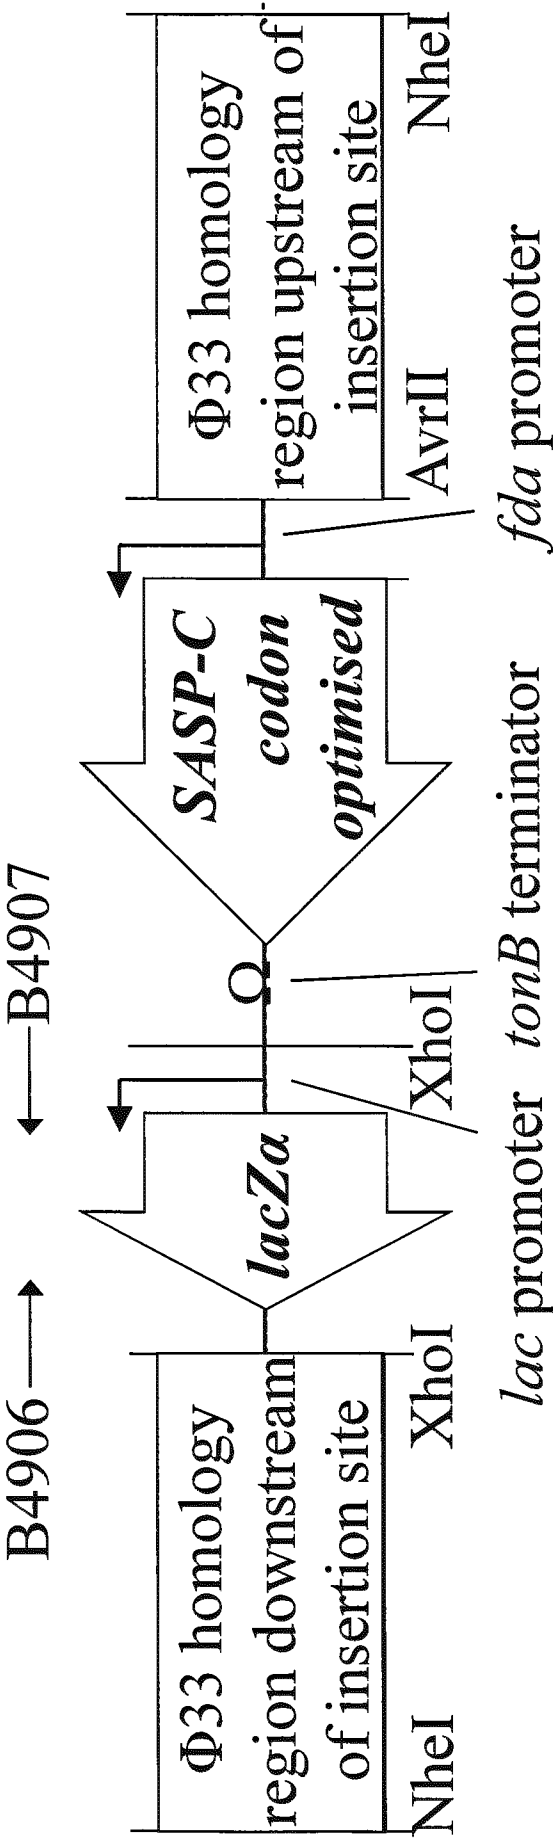 B4906
B4907
Φ33 homology
region downstream
of insertion site
lacZa
SASP-C
codon
optimised
Φ33 homology
region upstream of
insertion site
NheI
XhoI
XhoI
AvrII
NheI
lac promoter
tonB terminator
fda promoter